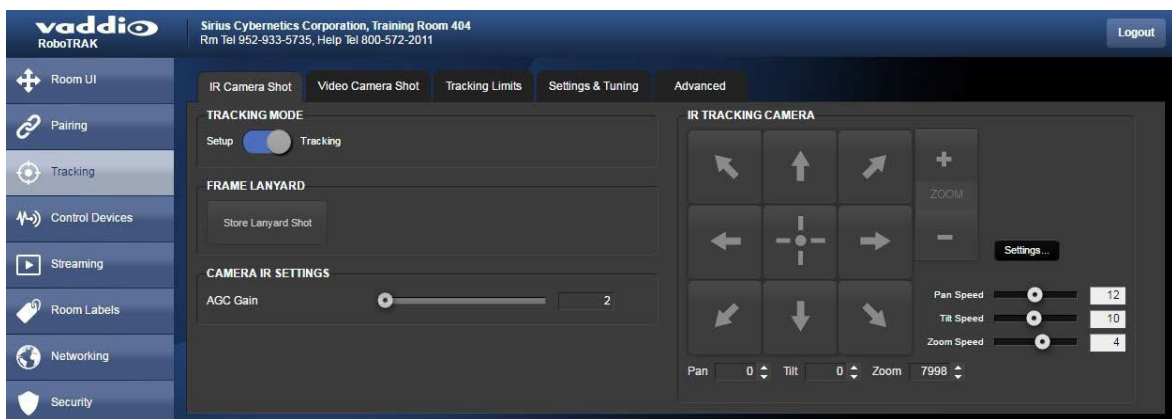 vaddio
RoboTRAK
Sirius Cybernetics Corporation, Training Room 404
Rm Tel 952-933-5735, Help Tel 800-572-2011
Logout
Room UI
Pairing
Tracking
Control Devices
Streaming
Room Labels
Networking
Security
IR Camera Shot
Video Camera Shot
Tracking Limits
Settings & Tuning
Advanced
TRACKING MODE
Setup Tracking
FRAME LANYARD
Store Lanyard Shot
CAMERA IR SETTINGS
AGC Gain 2
IR TRACKING CAMERA
+
ZOOM
−
Settings...
Pan Speed 12
Tilt Speed 10
Zoom Speed 4
Pan 0 Tilt 0 Zoom 7998